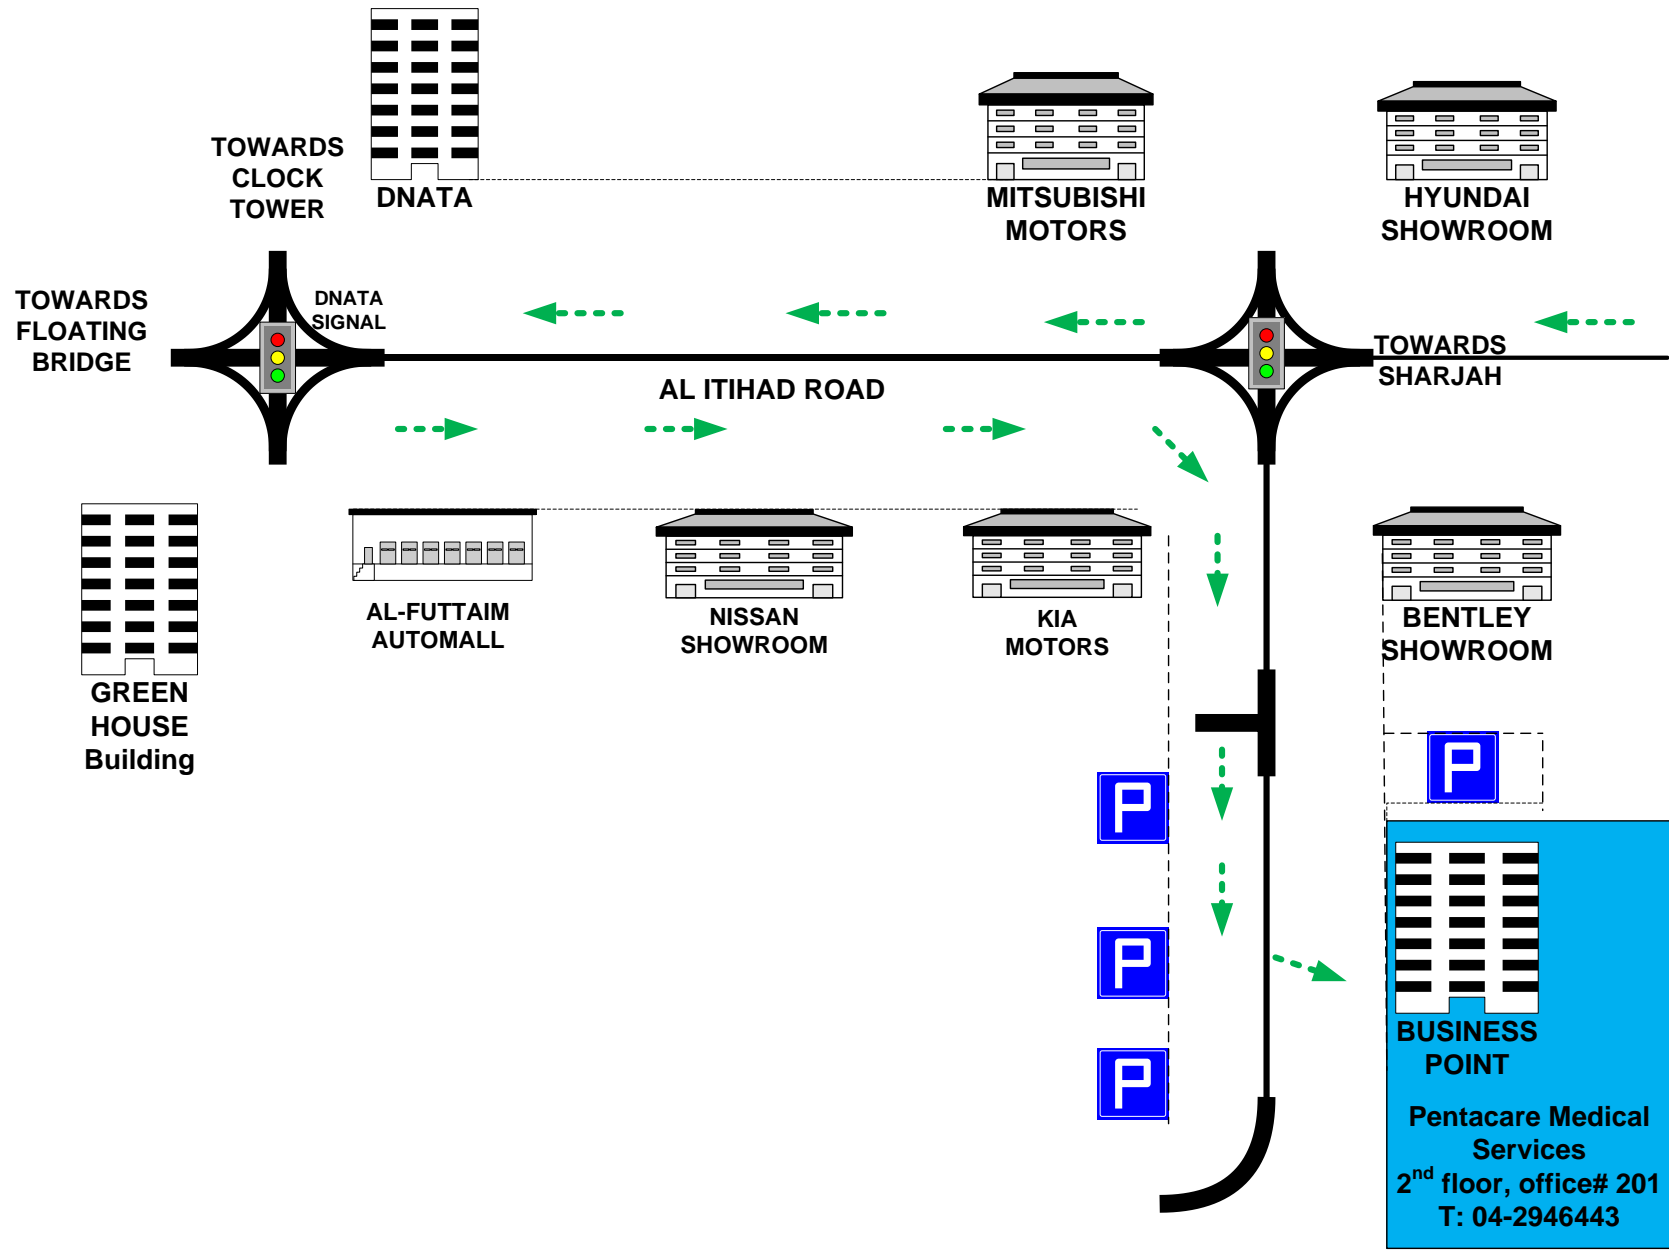 TOWARDS
CLOCK
TOWER
DNATA
MITSUBISHI
MOTORS
HYUNDAI
SHOWROOM
TOWARDS
FLOATING
BRIDGE
DNATA
SIGNAL
TOWARDS
SHARJAH
AL ITIHAD ROAD
GREEN
HOUSE
Building
AL-FUTTAIM
AUTOMALL
NISSAN
SHOWROOM
KIA
MOTORS
BENTLEY
SHOWROOM
P
P
P
P
BUSINESS
POINT
Pentacare Medical
Services
2nd floor, office# 201
T: 04-2946443